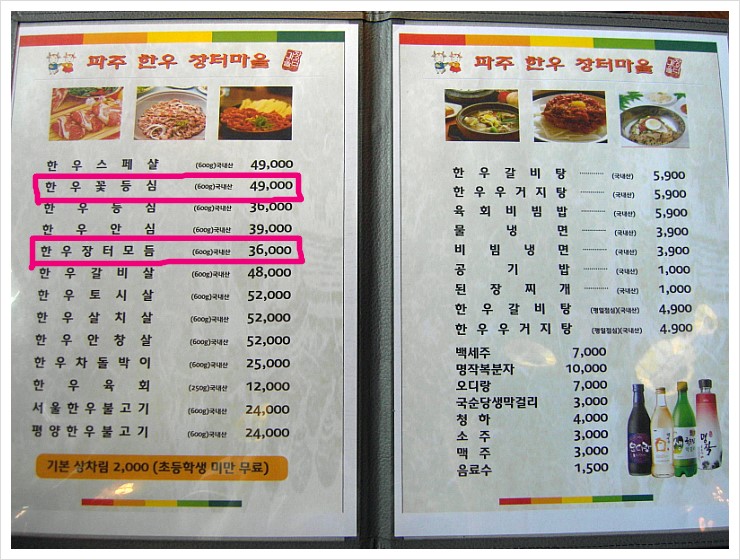 파주 한우 장터마을
한우스페샬 (600g)국내산 49,000
한우꽃등심 (600g)국내산 49,000
한우등심 (600g)국내산 36,000
한우안심 (600g)국내산 39,000
한우장터모듬 (600g)국내산 36,000
한우갈비살 (600g)국내산 48,000
한우토시살 (600g)국내산 52,000
한우살치살 (600g)국내산 52,000
한우안창살 (600g)국내산 52,000
한우차돌박이 (600g)국내산 25,000
한우육회 (250g)국내산 12,000
서울한우불고기 (600g)국내산 24,000
평양한우불고기 (600g)국내산 24,000
기본 상차림 2,000 (초등학생 미만 무료)
파주 한우 장터마을
한우갈비탕 ············ (국내산) 5,900
한우우거지탕 ············ (국내산) 5,900
육회비빔밥 ············ (국내산) 5,900
물냉면 ············ (국내산) 3,900
비빔냉면 ············ (국내산) 3,900
공기밥 ············ (국내산) 1,000
된장찌개 ············ (국내산) 1,000
한우갈비탕 (평일점심)(국내산) 4,900
한우우거지탕 (평일점심)(국내산) 4,900
백세주 7,000
명작복분자 10,000
오디랑 7,000
국순당생막걸리 3,000
청하 4,000
소주 3,000
맥주 3,000
음료수 1,500